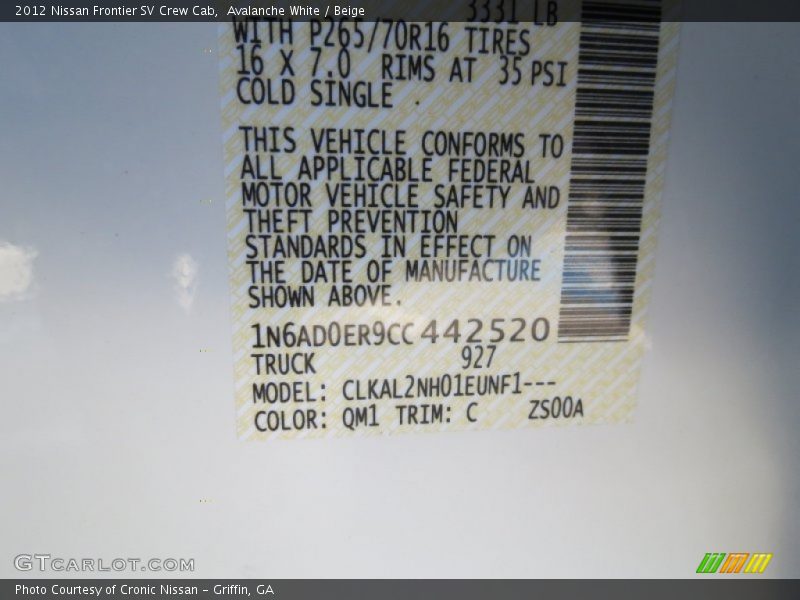 2012 Nissan Frontier SV Crew Cab, Avalanche White / Beige
3331 LB
WITH P265/70R16 TIRES
16 X 7.0 RIMS AT 35 PSI
COLD SINGLE
THIS VEHICLE CONFORMS TO
ALL APPLICABLE FEDERAL
MOTOR VEHICLE SAFETY AND
THEFT PREVENTION
STANDARDS IN EFFECT ON
THE DATE OF MANUFACTURE
SHOWN ABOVE.
1N6AD0ER9CC442520
TRUCK 927
MODEL: CLKAL2NH01EUNF1---
COLOR: QM1 TRIM: C ZS00A
GTCARLOT.COM
Photo Courtesy of Cronic Nissan - Griffin, GA